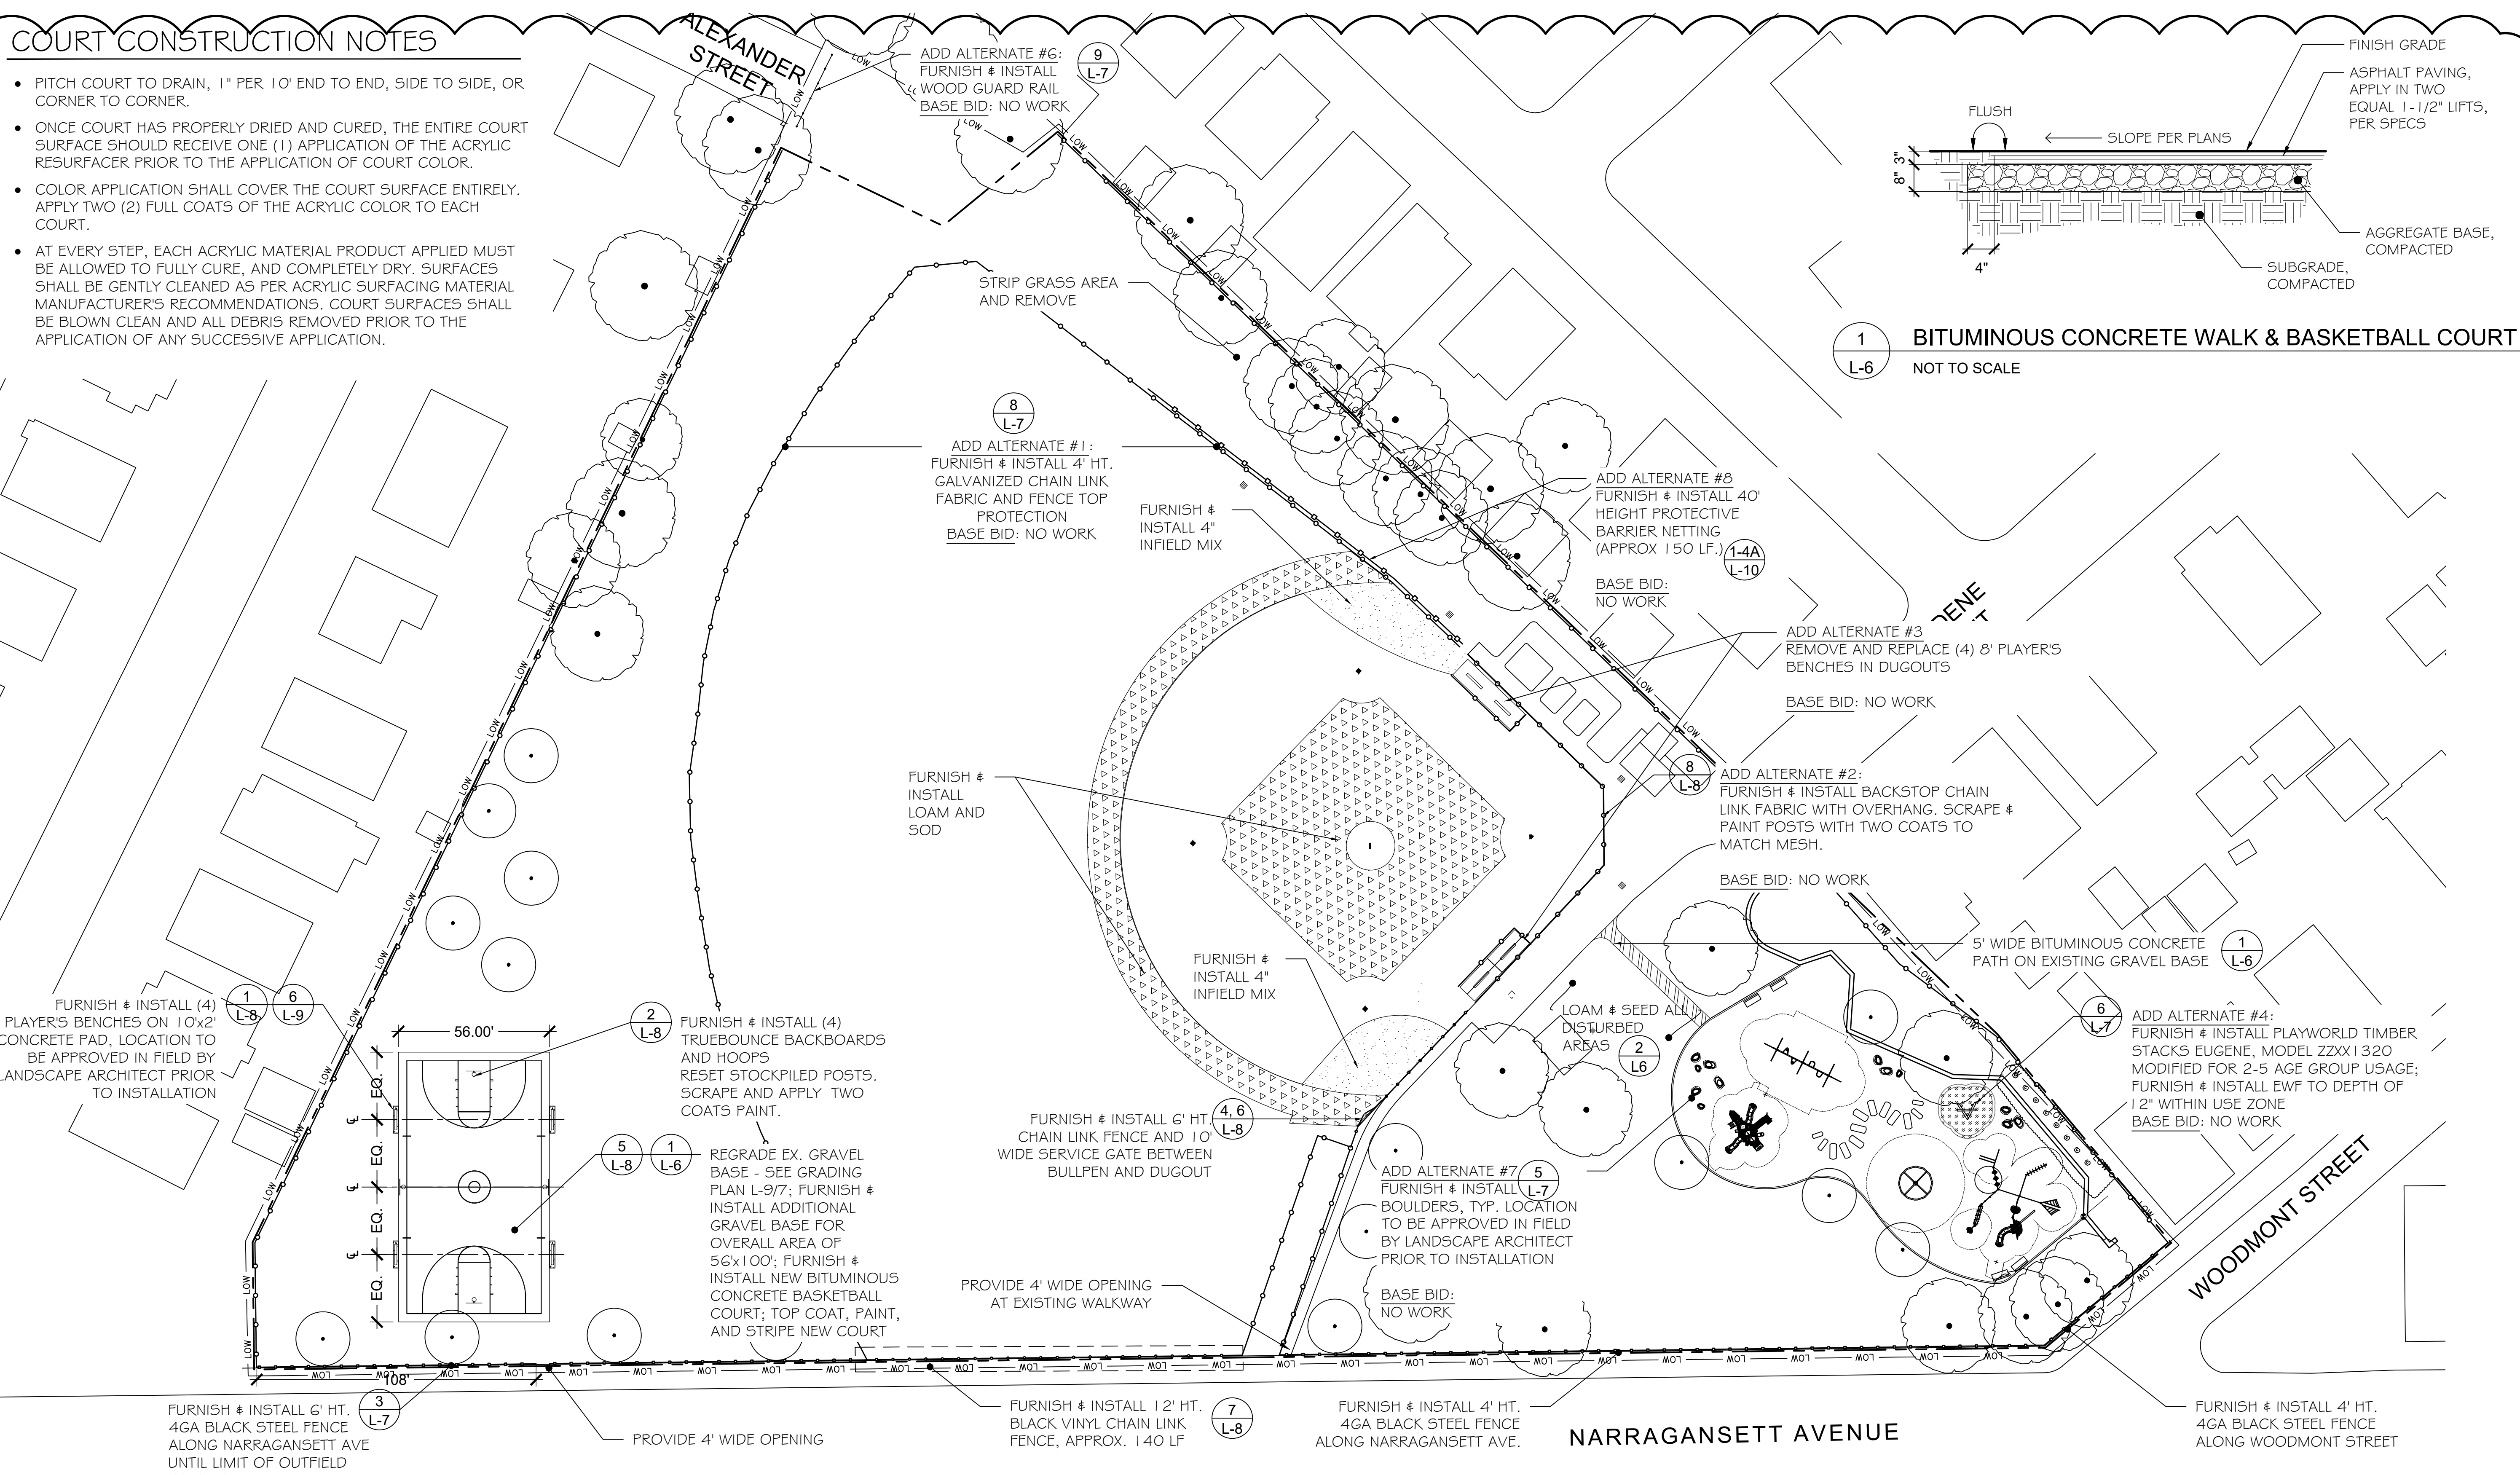 COURT CONSTRUCTION NOTES
• PITCH COURT TO DRAIN, 1" PER 10' END TO END, SIDE TO SIDE, OR
CORNER TO CORNER.
• ONCE COURT HAS PROPERLY DRIED AND CURED, THE ENTIRE COURT
SURFACE SHOULD RECEIVE ONE (1) APPLICATION OF THE ACRYLIC
RESURFACER PRIOR TO THE APPLICATION OF COURT COLOR.
• COLOR APPLICATION SHALL COVER THE COURT SURFACE ENTIRELY.
APPLY TWO (2) FULL COATS OF THE ACRYLIC COLOR TO EACH
COURT.
• AT EVERY STEP, EACH ACRYLIC MATERIAL PRODUCT APPLIED MUST
BE ALLOWED TO FULLY CURE, AND COMPLETELY DRY. SURFACES
SHALL BE GENTLY CLEANED AS PER ACRYLIC SURFACING MATERIAL
MANUFACTURER'S RECOMMENDATIONS. COURT SURFACES SHALL
BE BLOWN CLEAN AND ALL DEBRIS REMOVED PRIOR TO THE
APPLICATION OF ANY SUCCESSIVE APPLICATION.
ALEXANDER
STREET
ADD ALTERNATE #6:
FURNISH & INSTALL
WOOD GUARD RAIL
BASE BID: NO WORK
9
L-7
FINISH GRADE
ASPHALT PAVING,
APPLY IN TWO
EQUAL 1-1/2" LIFTS,
PER SPECS
FLUSH
SLOPE PER PLANS
3"
8"
4"
AGGREGATE BASE,
COMPACTED
SUBGRADE,
COMPACTED
1
L-6
BITUMINOUS CONCRETE WALK & BASKETBALL COURT
NOT TO SCALE
STRIP GRASS AREA
AND REMOVE
8
L-7
ADD ALTERNATE #1:
FURNISH & INSTALL 4' HT.
GALVANIZED CHAIN LINK
FABRIC AND FENCE TOP
PROTECTION
BASE BID: NO WORK
FURNISH &
INSTALL 4"
INFIELD MIX
ADD ALTERNATE #8
FURNISH & INSTALL 40'
HEIGHT PROTECTIVE
BARRIER NETTING
(APPROX 150 LF.)
1-4A
L-10
BASE BID:
NO WORK
ADD ALTERNATE #3
REMOVE AND REPLACE (4) 8' PLAYER'S
BENCHES IN DUGOUTS
BASE BID: NO WORK
8
L-8
ADD ALTERNATE #2:
FURNISH & INSTALL BACKSTOP CHAIN
LINK FABRIC WITH OVERHANG. SCRAPE &
PAINT POSTS WITH TWO COATS TO
MATCH MESH.
BASE BID: NO WORK
FURNISH &
INSTALL
LOAM AND
SOD
FURNISH &
INSTALL 4"
INFIELD MIX
5' WIDE BITUMINOUS CONCRETE
PATH ON EXISTING GRAVEL BASE
1
L-6
LOAM & SEED ALL
DISTURBED
AREAS
2
L6
6
L-7
ADD ALTERNATE #4:
FURNISH & INSTALL PLAYWORLD TIMBER
STACKS EUGENE, MODEL ZZXX1320
MODIFIED FOR 2-5 AGE GROUP USAGE;
FURNISH & INSTALL EWF TO DEPTH OF
12" WITHIN USE ZONE
BASE BID: NO WORK
FURNISH & INSTALL (4)
PLAYER'S BENCHES ON 10'x2'
CONCRETE PAD, LOCATION TO
BE APPROVED IN FIELD BY
LANDSCAPE ARCHITECT PRIOR
TO INSTALLATION
1
L-8
6
L-9
56.00'
EQ.
EQ.
EQ.
EQ.
2
L-8
FURNISH & INSTALL (4)
TRUEBOUNCE BACKBOARDS
AND HOOPS
RESET STOCKPILED POSTS.
SCRAPE AND APPLY TWO
COATS PAINT.
5
L-8
1
L-6
REGRADE EX. GRAVEL
BASE - SEE GRADING
PLAN L-9/7; FURNISH &
INSTALL ADDITIONAL
GRAVEL BASE FOR
OVERALL AREA OF
56'x100'; FURNISH &
INSTALL NEW BITUMINOUS
CONCRETE BASKETBALL
COURT; TOP COAT, PAINT,
AND STRIPE NEW COURT
FURNISH & INSTALL 6' HT.
CHAIN LINK FENCE AND 10'
WIDE SERVICE GATE BETWEEN
BULLPEN AND DUGOUT
4, 6
L-8
ADD ALTERNATE #7
FURNISH & INSTALL
BOULDERS, TYP. LOCATION
TO BE APPROVED IN FIELD
BY LANDSCAPE ARCHITECT
PRIOR TO INSTALLATION
5
L-7
BASE BID:
NO WORK
PROVIDE 4' WIDE OPENING
AT EXISTING WALKWAY
WOODMONT STREET
108'
FURNISH & INSTALL 6' HT.
4GA BLACK STEEL FENCE
ALONG NARRAGANSETT AVE
UNTIL LIMIT OF OUTFIELD
3
L-7
PROVIDE 4' WIDE OPENING
FURNISH & INSTALL 12' HT.
BLACK VINYL CHAIN LINK
FENCE, APPROX. 140 LF
7
L-8
FURNISH & INSTALL 4' HT.
4GA BLACK STEEL FENCE
ALONG NARRAGANSETT AVE.
NARRAGANSETT AVENUE
FURNISH & INSTALL 4' HT.
4GA BLACK STEEL FENCE
ALONG WOODMONT STREET